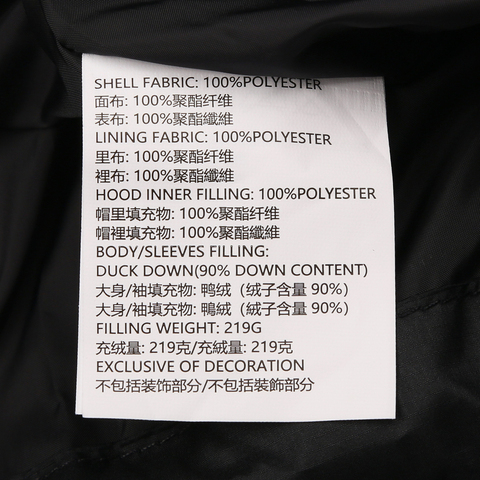 SHELL FABRIC: 100%POLYESTER
面布: 100%聚酯纤维
表布: 100%聚酯纖維
LINING FABRIC: 100%POLYESTER
里布: 100%聚酯纤维
裡布: 100%聚酯纖維
HOOD INNER FILLING: 100%POLYESTER
帽里填充物: 100%聚酯纤维
帽裡填充物: 100%聚酯纖維
BODY/SLEEVES FILLING:
DUCK DOWN(90% DOWN CONTENT)
大身/袖填充物: 鸭绒（绒子含量 90%）
大身/袖填充物: 鴨絨（絨子含量 90%）
FILLING WEIGHT: 219G
充绒量: 219克/充絨量: 219克
EXCLUSIVE OF DECORATION
不包括装饰部分/不包括裝飾部分